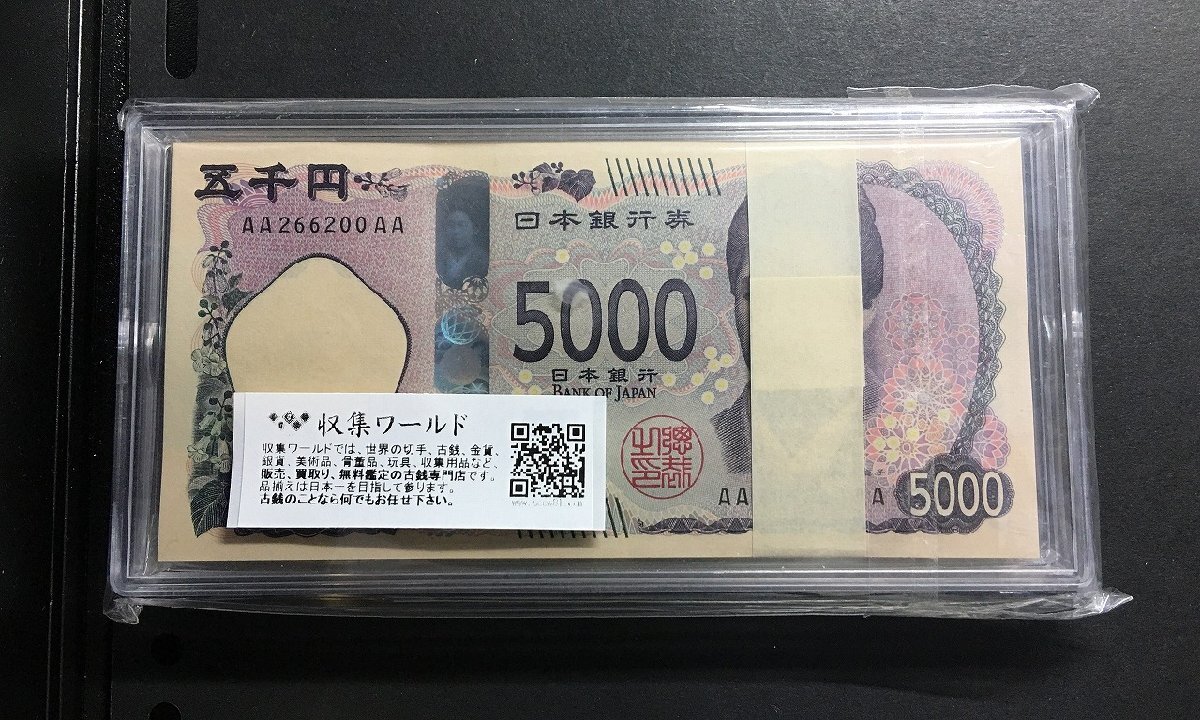 五千円
AA266200AA
日本銀行券
5000
日本銀行
BANK OF JAPAN
収集ワールド
収集ワールドでは、世界の切手、古銭、金貨、
銀貨、美術品、骨董品、玩具、収集用品など、
販売、買取り、無料鑑定の古銭専門店です。
品揃えは日本一を目指して参ります。
古銭のことなら何でもお任せ下さい。
総裁之印
AA
A
5000